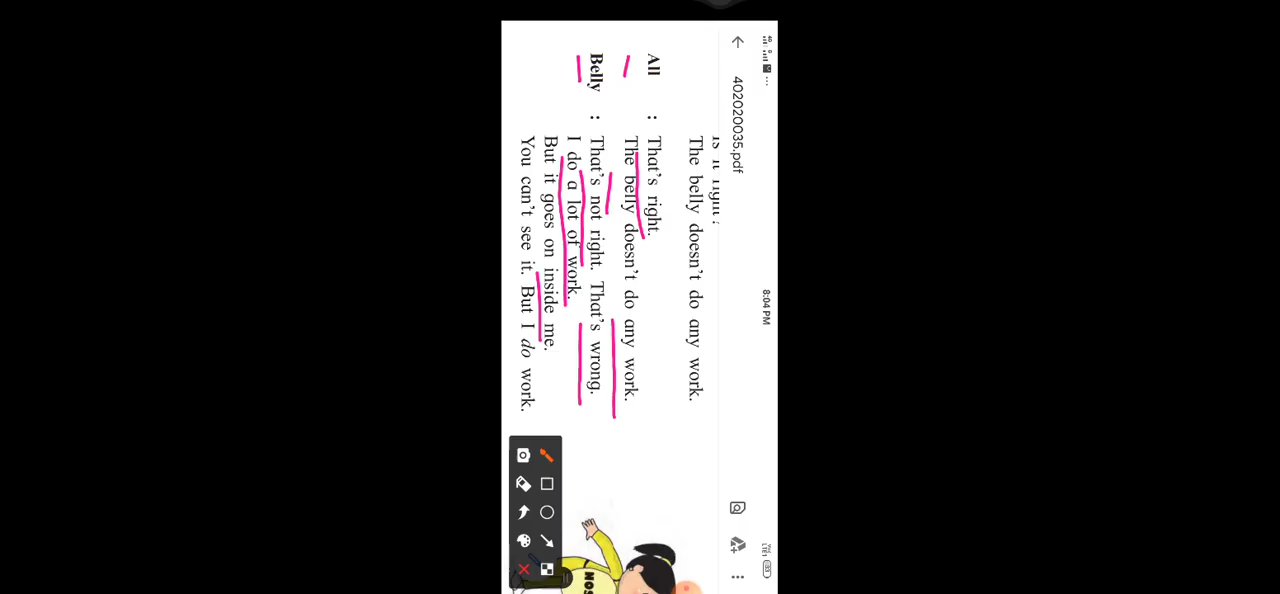 8:04 PM
402020035.pdf
The belly doesn't do any work.
All : That's right.
The belly doesn't do any work.
Belly : That's not right. That's wrong.
I do a lot of work.
But it goes on inside me.
You can't see it. But I do work.